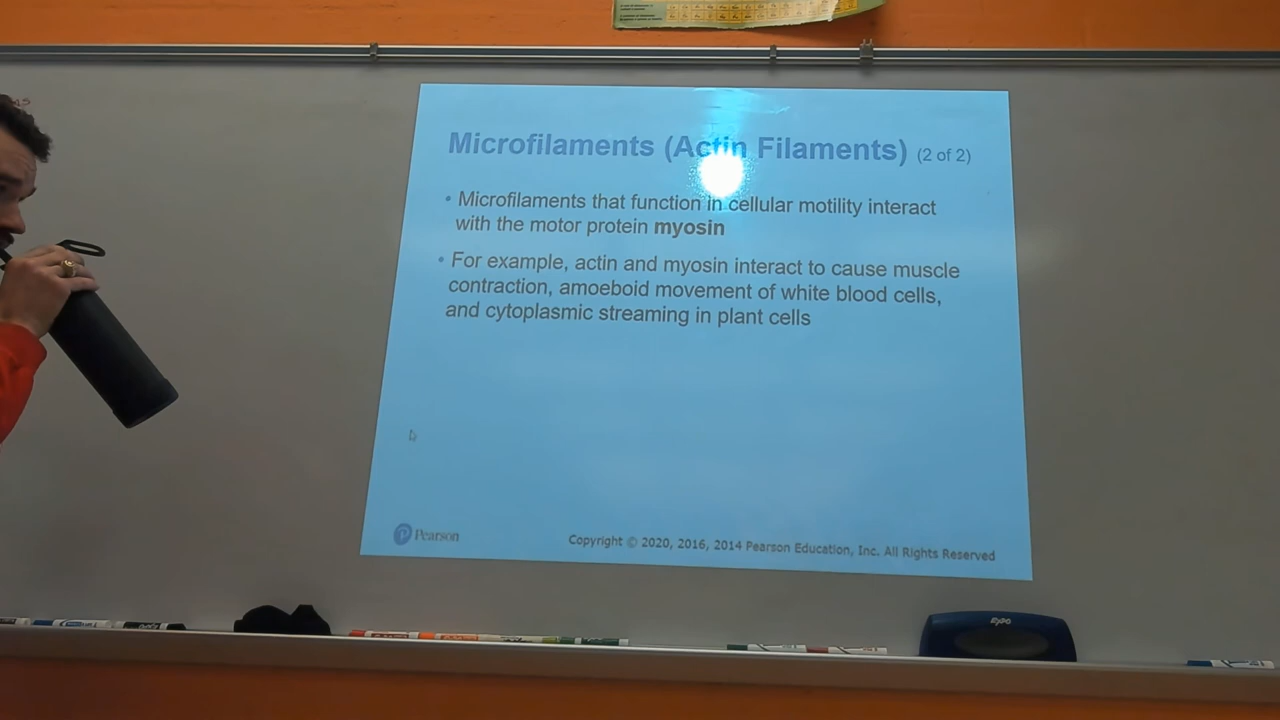 Microfilaments (Actin Filaments) (2 of 2)
• Microfilaments that function in cellular motility interact
with the motor protein myosin
• For example, actin and myosin interact to cause muscle
contraction, amoeboid movement of white blood cells,
and cytoplasmic streaming in plant cells
Pearson
Copyright © 2020, 2016, 2014 Pearson Education, Inc. All Rights Reserved
EXPO